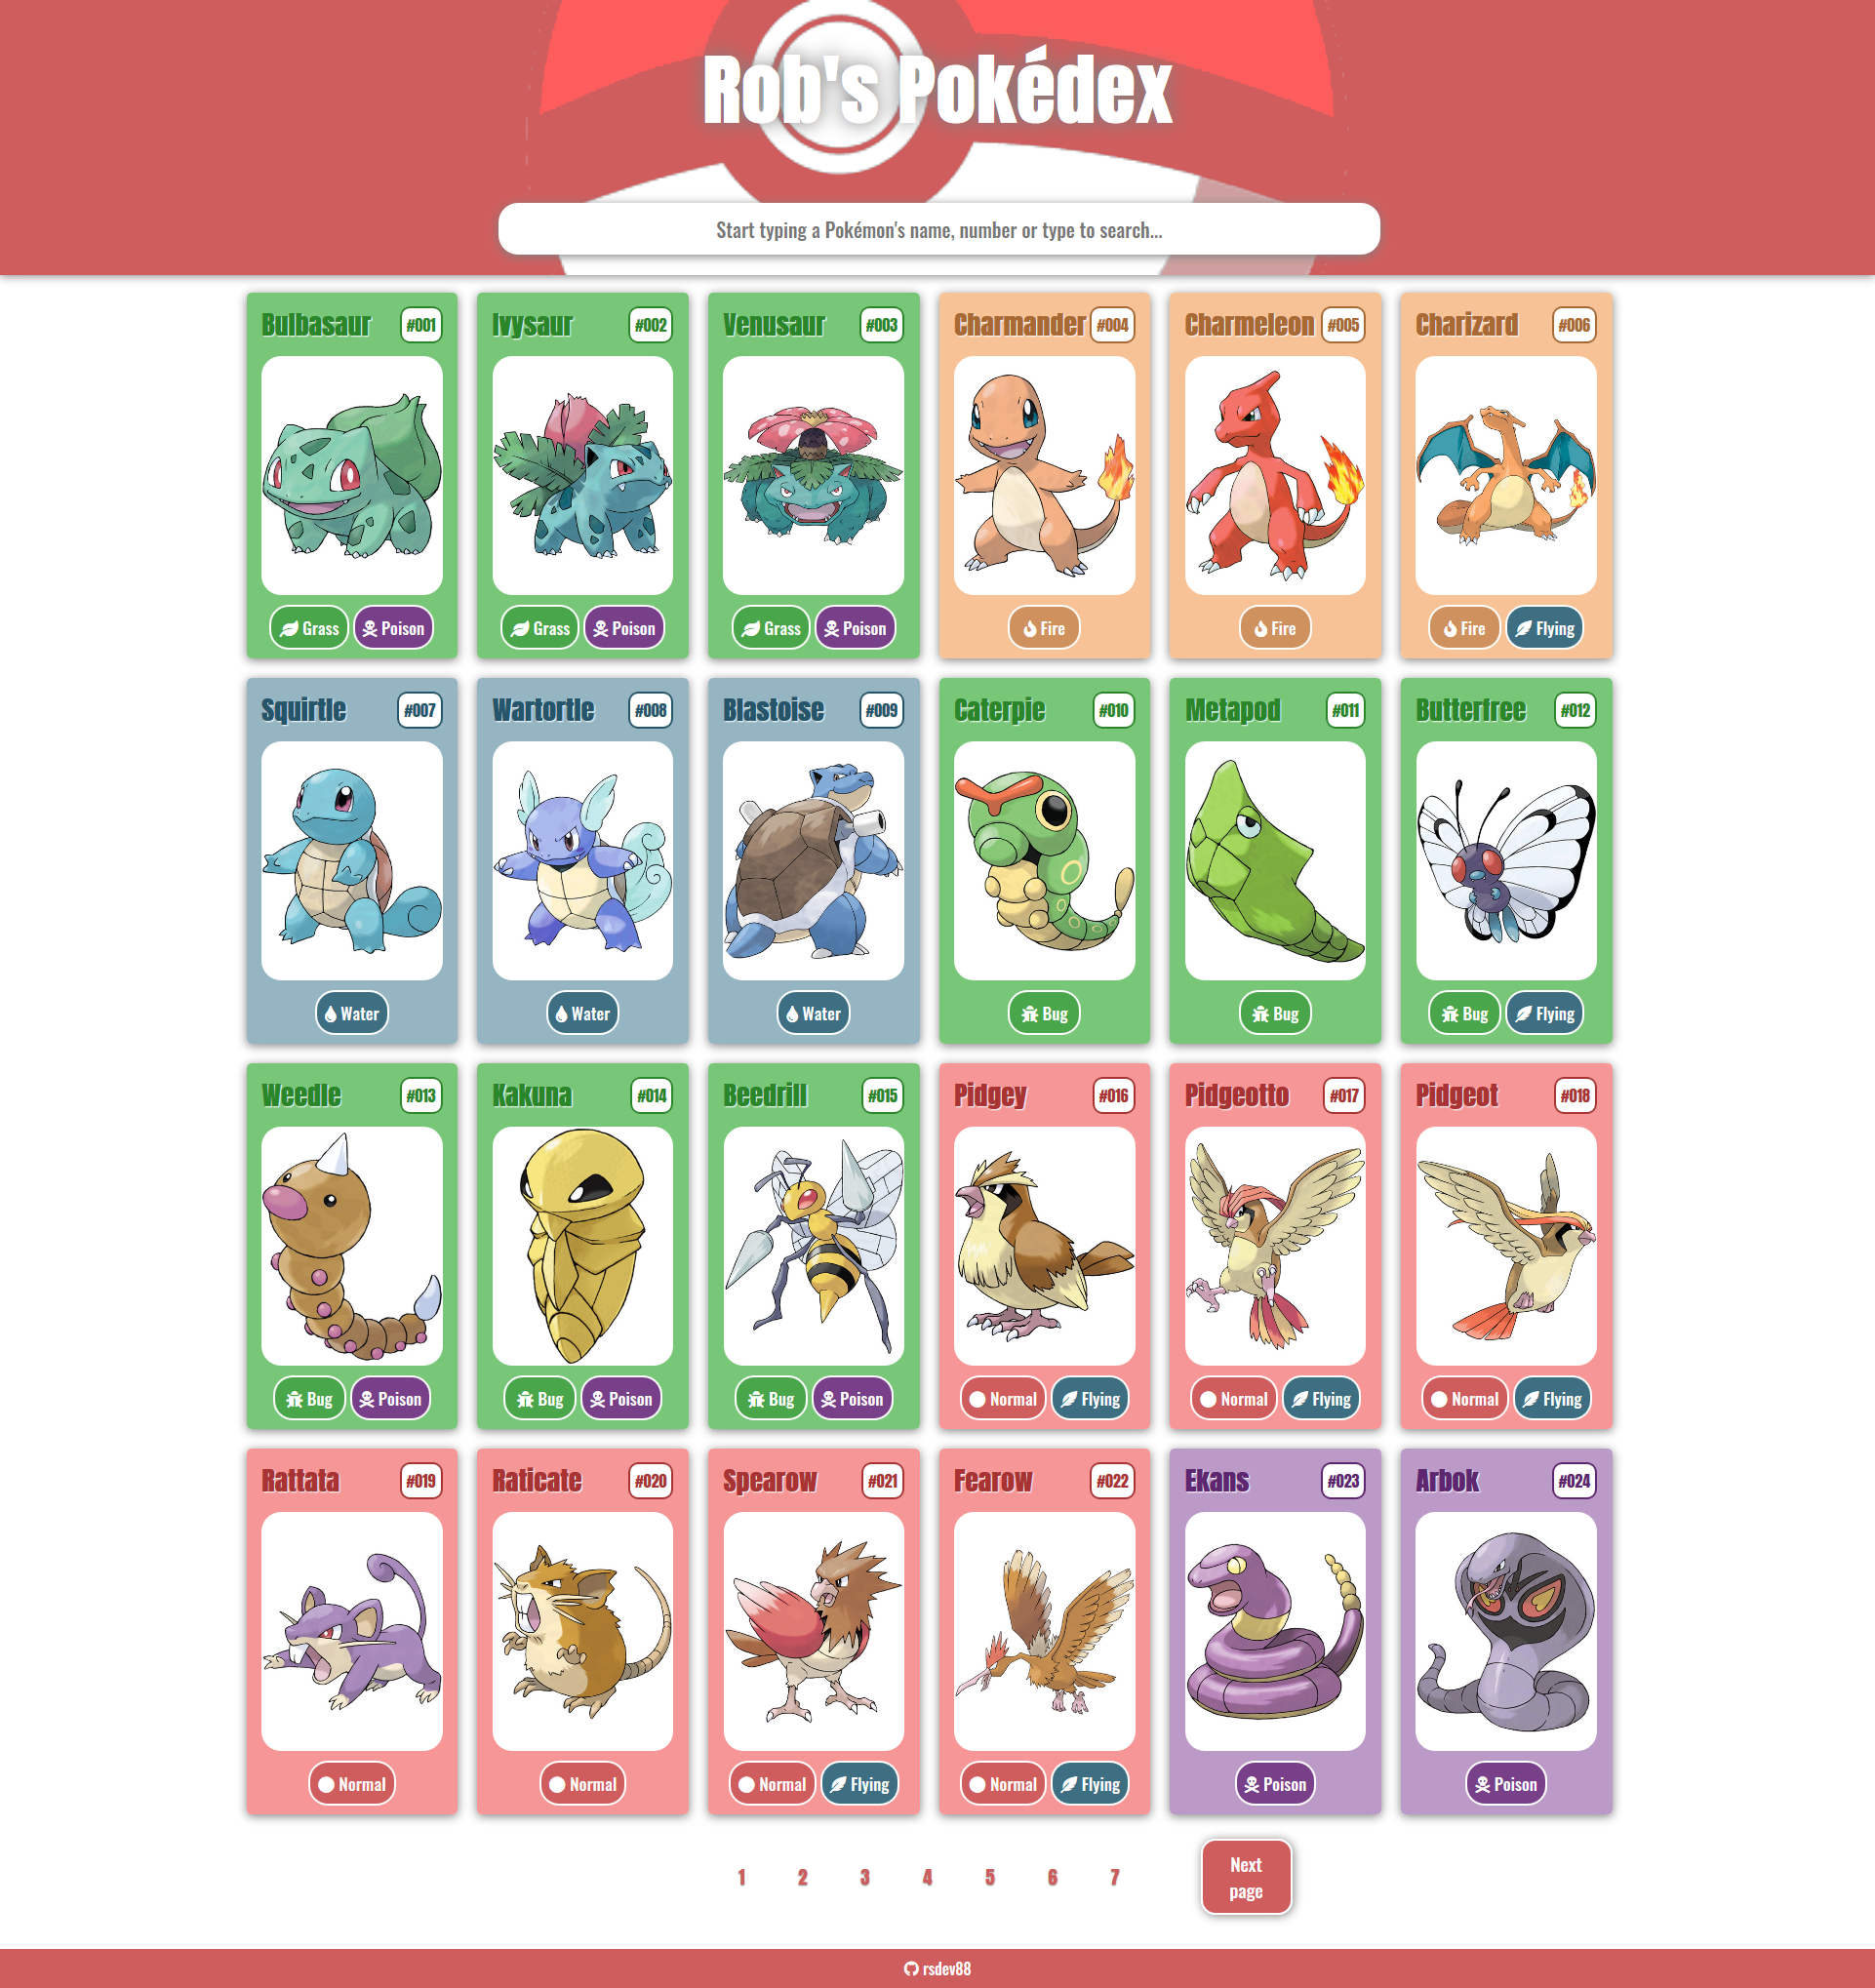 Rob's Pokédex
Start typing a Pokémon's name, number or type to search...
Bulbasaur #001
Grass Poison
Ivysaur #002
Grass Poison
Venusaur #003
Grass Poison
Charmander #004
Fire
Charmeleon #005
Fire
Charizard #006
Fire Flying
Squirtle #007
Water
Wartortle #008
Water
Blastoise #009
Water
Caterpie #010
Bug
Metapod #011
Bug
Butterfree #012
Bug Flying
Weedle #013
Bug Poison
Kakuna #014
Bug Poison
Beedrill #015
Bug Poison
Pidgey #016
Normal Flying
Pidgeotto #017
Normal Flying
Pidgeot #018
Normal Flying
Rattata #019
Normal
Raticate #020
Normal
Spearow #021
Normal Flying
Fearow #022
Normal Flying
Ekans #023
Poison
Arbok #024
Poison
1 2 3 4 5 6 7
Next
page
rsdev88